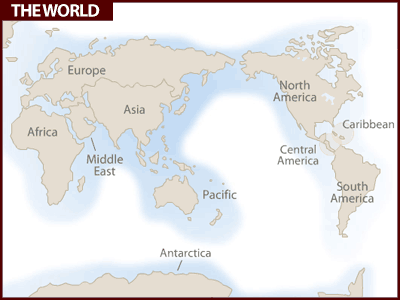 THE WORLD
Europe
Asia
North
America
Africa
Caribbean
Middle
East
Central
America
Pacific
South
America
Antarctica